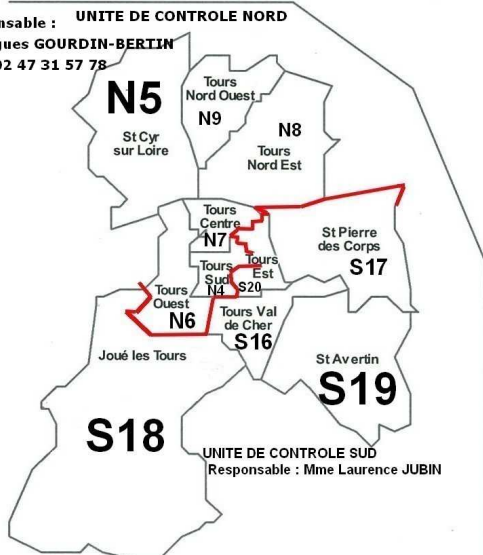 UNITE DE CONTROLE NORD
nsable :
ues GOURDIN-BERTIN
02 47 31 57 78
N5
St Cyr
sur Loire
Tours
Nord Ouest
N9
N8
Tours
Nord Est
Tours
Centre
N7
St Pierre
des Corps
S17
Tours
Sud
N4
Tours
Est
S20
Tours
Ouest
N6
Tours Val
de Cher
S16
Joué les Tours
S18
St Avertin
S19
UNITE DE CONTROLE SUD
Responsable : Mme Laurence JUBIN